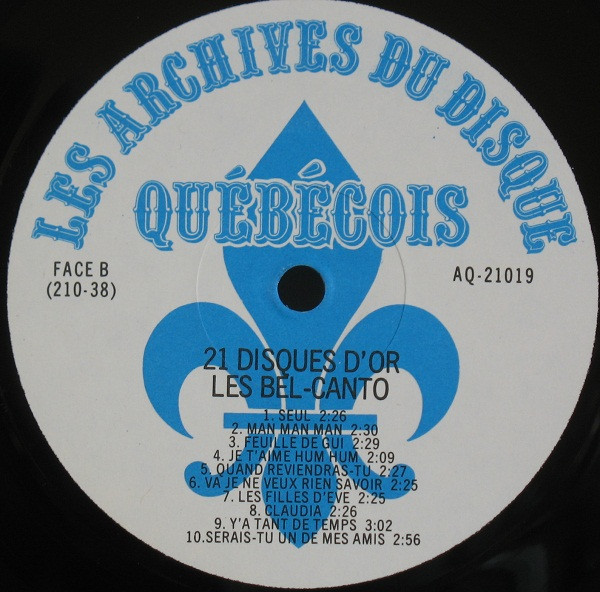 LES ARCHIVES DU DISQUE
QUÉBÉCOIS
FACE B
(210-38)
AQ-21019
21 DISQUES D'OR
LES BEL-CANTO
1. SEUL 2:26
2. MAN MAN MAN 2:30
3. FEUILLE DE GUI 2:29
4. JE T'AIME HUM HUM 2:09
5. QUAND REVIENDRAS-TU 2:27
6. VA JE NE VEUX RIEN SAVOIR 2:25
7. LES FILLES D'EVE 2:25
8. CLAUDIA 2:26
9. Y'A TANT DE TEMPS 3:02
10.SERAIS-TU UN DE MES AMIS 2:56